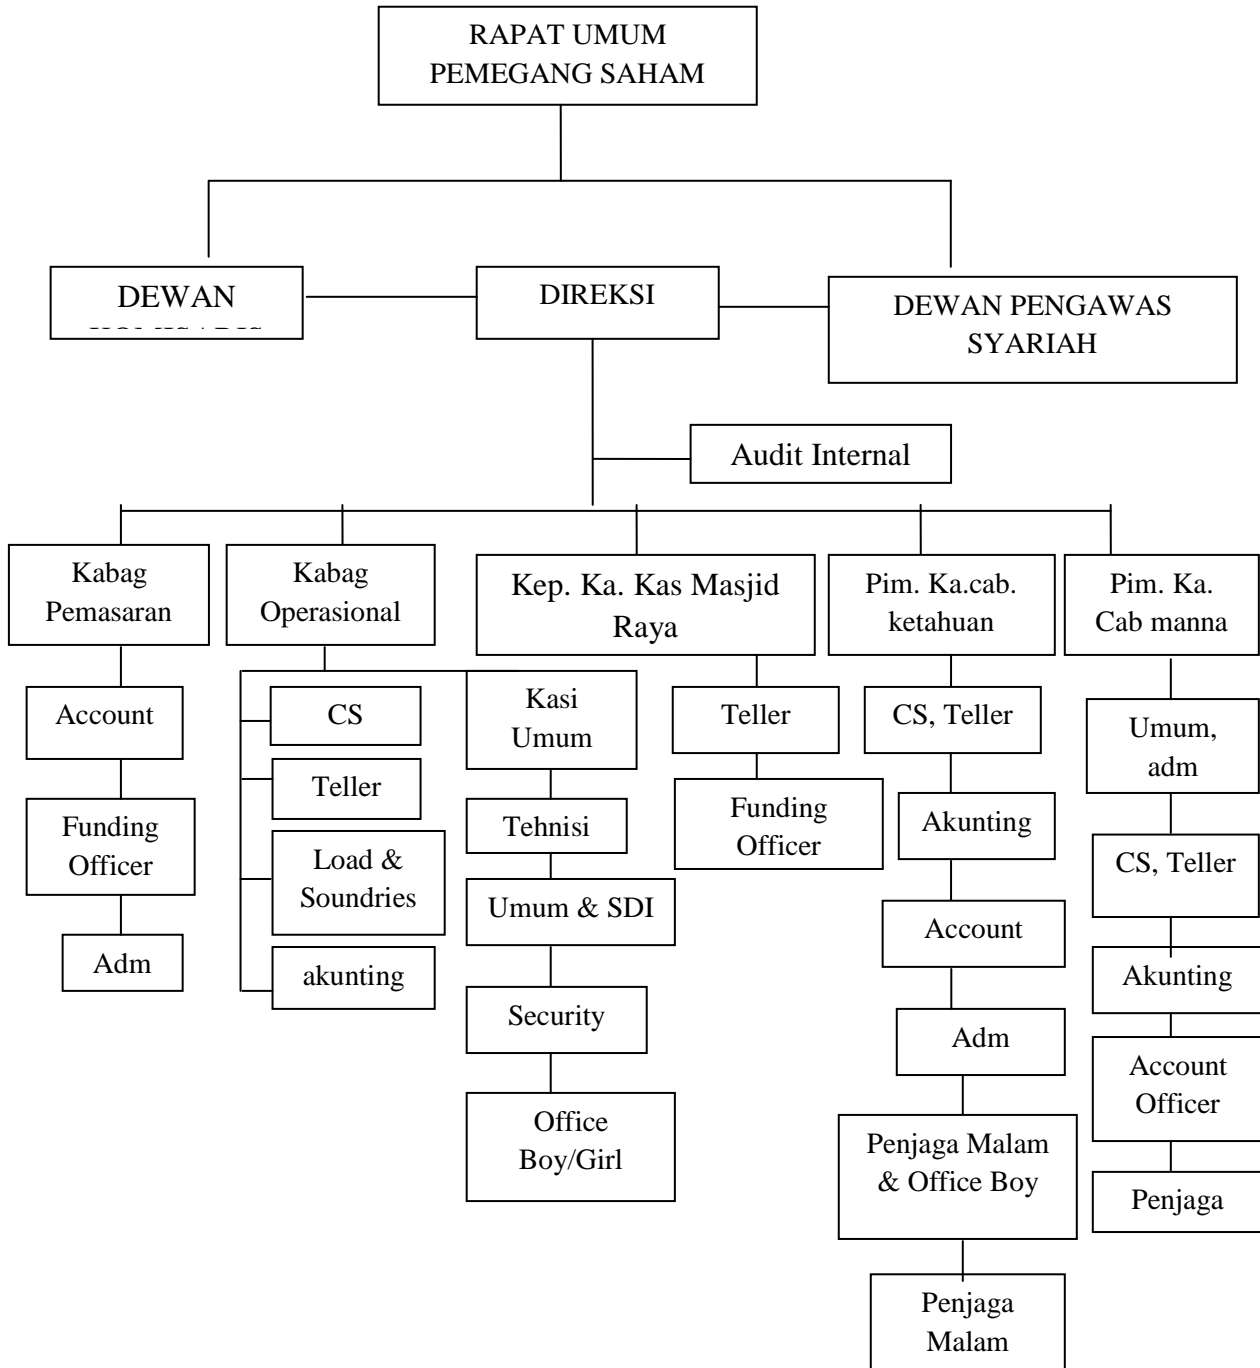 RAPAT UMUM
PEMEGANG SAHAM
DEWAN
DIREKSI
DEWAN PENGAWAS
SYARIAH
Audit Internal
Kabag
Pemasaran
Kabag
Operasional
Kep. Ka. Kas Masjid
Raya
Pim. Ka.cab.
ketahuan
Pim. Ka.
Cab manna
Account
Funding
Officer
Adm
CS
Teller
Load &
Soundries
akunting
Kasi
Umum
Tehnisi
Umum & SDI
Security
Office
Boy/Girl
Teller
Funding
Officer
CS, Teller
Akunting
Account
Adm
Penjaga Malam
& Office Boy
Penjaga
Malam
Umum,
adm
CS, Teller
Akunting
Account
Officer
Penjaga